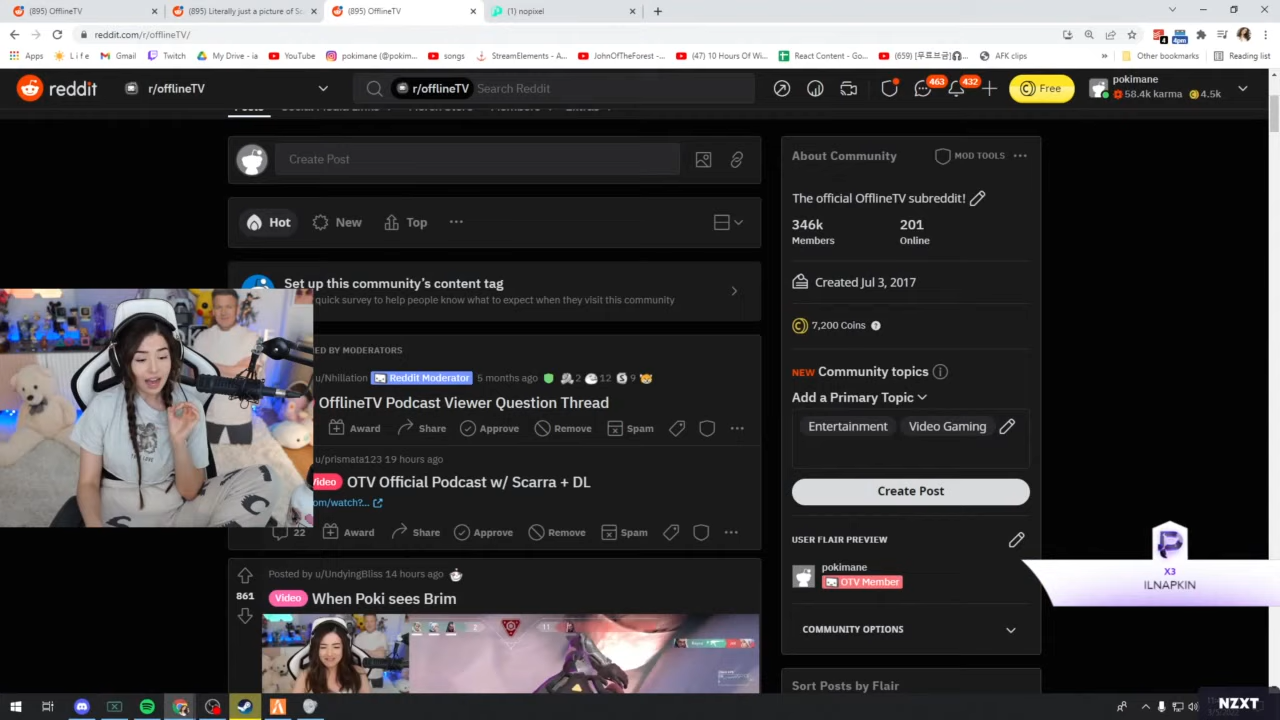 (895) OfflineTV
(895) Literally just a picture of Sc
(895) OfflineTV
(1) nopixel
reddit.com/r/offlineTV/
Apps
L i f e
Gmail
Twitch
My Drive - ia
YouTube
pokimane (@pokim...
songs
StreamElements - A...
JohnOfTheForest -...
(47) 10 Hours Of Wi...
React Content - Go...
AFK clips
Other bookmarks
Reading list
reddit
r/offlineTV
r/offlineTV
Search Reddit
463
432
Free
pokimane
58.4k karma
4.5k
Create Post
Hot
New
Top
Set up this community's content tag
quick survey to help people know what to expect when they visit this community
ED BY MODERATORS
u/Nhillation
Reddit Moderator
5 months ago
2
12
9
OfflineTV Podcast Viewer Question Thread
Award
Share
Approve
Remove
Spam
u/prismata123 19 hours ago
Video
OTV Official Podcast w/ Scarra + DL
om/watch?...
22
Award
Share
Approve
Remove
Spam
861
Posted by u/UndyingBliss 14 hours ago
Video
When Poki sees Brim
2
11
About Community
MOD TOOLS
The official OfflineTV subreddit!
346k
201
Members
Online
Created Jul 3, 2017
7,200 Coins
NEW Community topics
Add a Primary Topic
Entertainment
Video Gaming
Create Post
USER FLAIR PREVIEW
pokimane
OTV Member
COMMUNITY OPTIONS
Sort Posts by Flair
X3
ILNAPKIN
NZXT